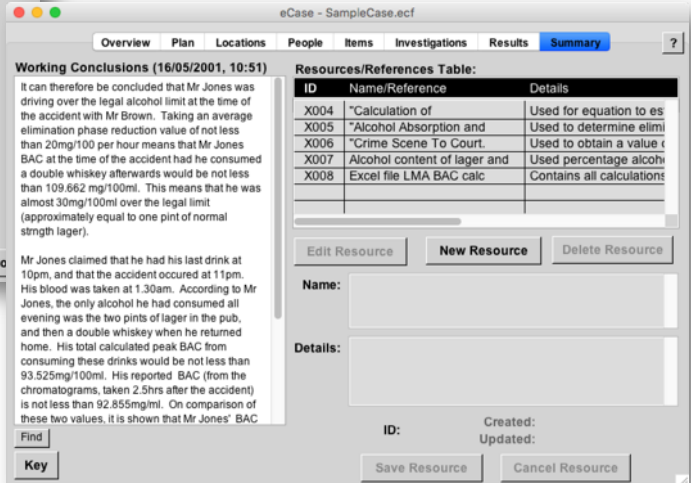 eCase - SampleCase.ecf
Overview Plan Locations People Items Investigations Results Summary ?
Working Conclusions (16/05/2001, 10:51)
It can therefore be concluded that Mr Jones was
driving over the legal alcohol limit at the time of
the accident with Mr Brown. Taking an average
elimination phase reduction value of not less
than 20mg/100 per hour means that Mr Jones
BAC at the time of the accident had he consumed
a double whiskey afterwards would be not less
than 109.662 mg/100ml. This means that he was
almost 30mg/100ml over the legal limit
(approximately equal to one pint of normal
strngth lager).
Mr Jones claimed that he had his last drink at
10pm, and that the accident occured at 11pm.
His blood was taken at 1.30am. According to Mr
Jones, the only alcohol he had consumed all
evening was the two pints of lager in the pub,
and then a double whiskey when he returned
home. His total calculated peak BAC from
consuming these drinks would be not less than
93.525mg/100ml. His reported BAC (from the
chromatograms, taken 2.5hrs after the accident)
is not less than 92.855mg/ml. On comparison of
these two values, it is shown that Mr Jones' BAC
Find
Key
Resources/References Table:
ID Name/Reference Details
X004 "Calculation of Used for equation to es
X005 "Alcohol Absorption and Used to determine elimi
X006 "Crime Scene To Court. Used to obtain a value o
X007 Alcohol content of lager and Used percentage alcoh
X008 Excel file LMA BAC calc Contains all calculations
Edit Resource New Resource Delete Resource
Name:
Details:
ID: Created:
Updated:
Save Resource Cancel Resource